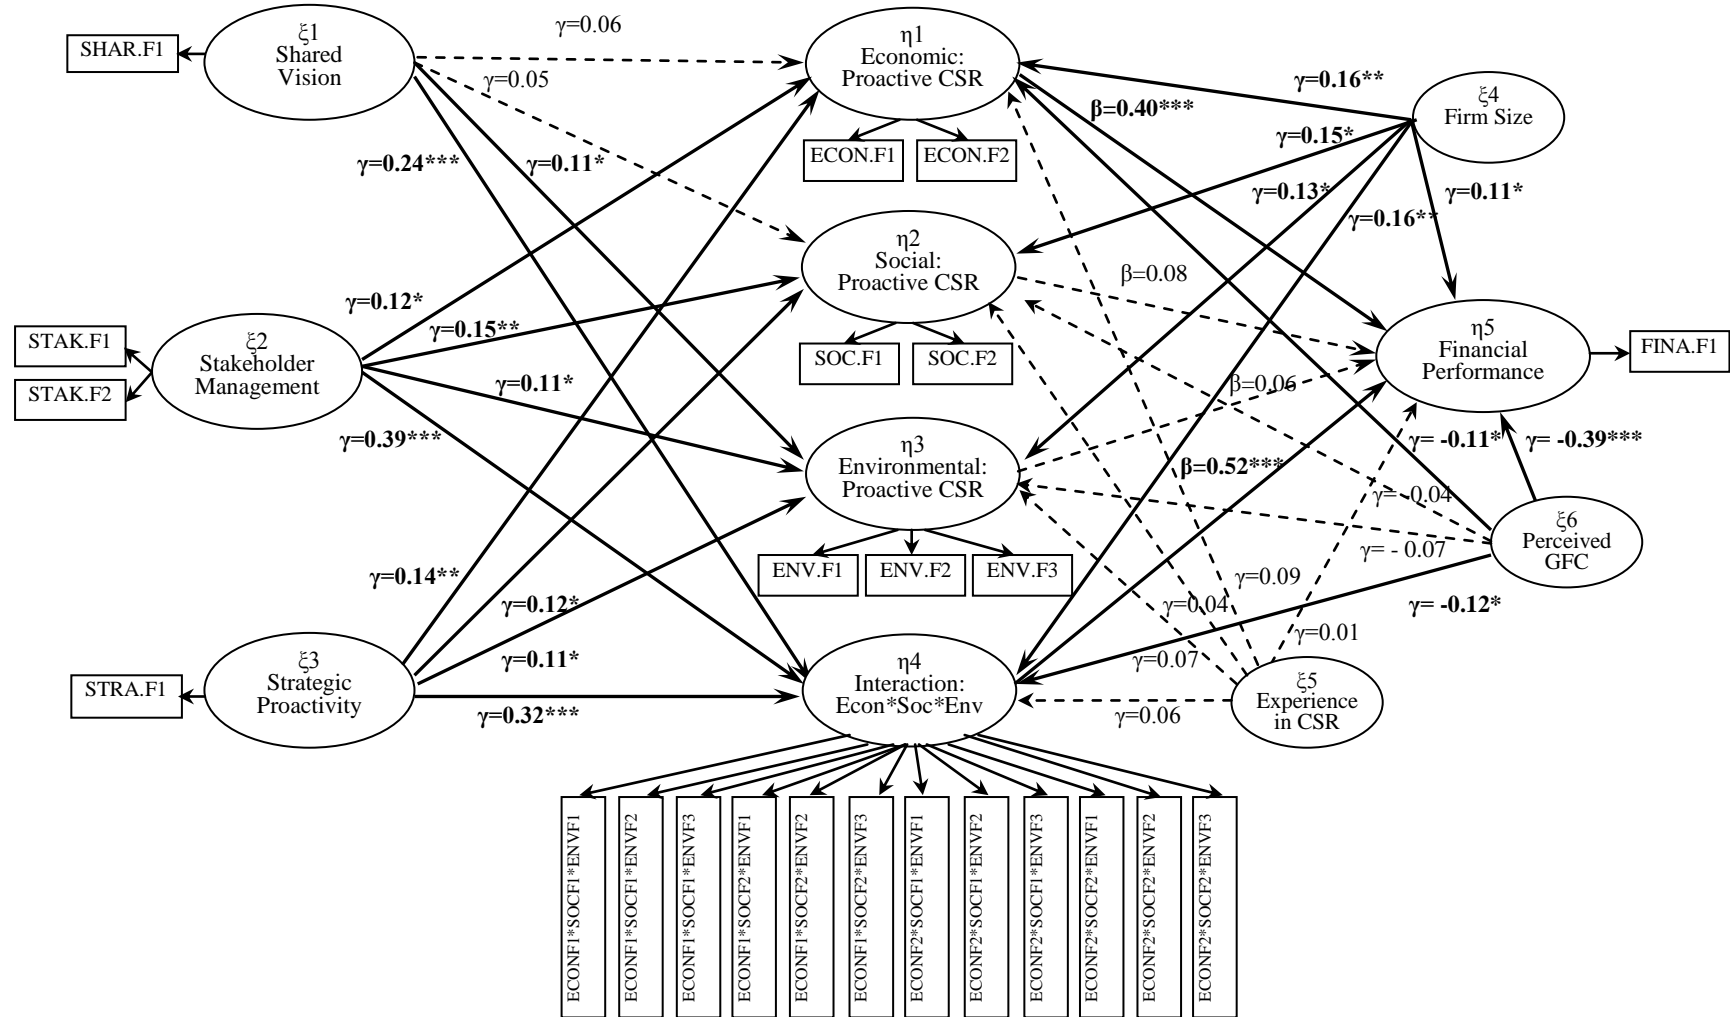 ξ1
Shared
Vision
SHAR.F1
γ=0.06
γ=0.05
γ=0.24***
γ=0.11*
η1
Economic:
Proactive CSR
ECON.F1
ECON.F2
β=0.40***
γ=0.16**
γ=0.15*
γ=0.13*
γ=0.16**
γ=0.11*
ξ4
Firm Size
η2
Social:
Proactive CSR
SOC.F1
SOC.F2
β=0.08
ξ2
Stakeholder
Management
STAK.F1
STAK.F2
γ=0.12*
γ=0.15**
γ=0.11*
γ=0.39***
η5
Financial
Performance
FINA.F1
β=0.06
η3
Environmental:
Proactive CSR
ENV.F1
ENV.F2
ENV.F3
β=0.52***
γ= -0.11*
γ= -0.39***
γ= - 0.04
γ= - 0.07
γ= -0.12*
ξ6
Perceived
GFC
γ=0.09
γ=0.04
γ=0.01
γ=0.07
γ=0.06
ξ5
Experience
in CSR
ξ3
Strategic
Proactivity
STRA.F1
γ=0.14**
γ=0.12*
γ=0.11*
γ=0.32***
η4
Interaction:
Econ*Soc*Env
ECONF1*SOCF1*ENVF1
ECONF1*SOCF1*ENVF2
ECONF1*SOCF1*ENVF3
ECONF1*SOCF2*ENVF1
ECONF1*SOCF2*ENVF2
ECONF1*SOCF2*ENVF3
ECONF2*SOCF1*ENVF1
ECONF2*SOCF1*ENVF2
ECONF2*SOCF1*ENVF3
ECONF2*SOCF2*ENVF1
ECONF2*SOCF2*ENVF2
ECONF2*SOCF2*ENVF3